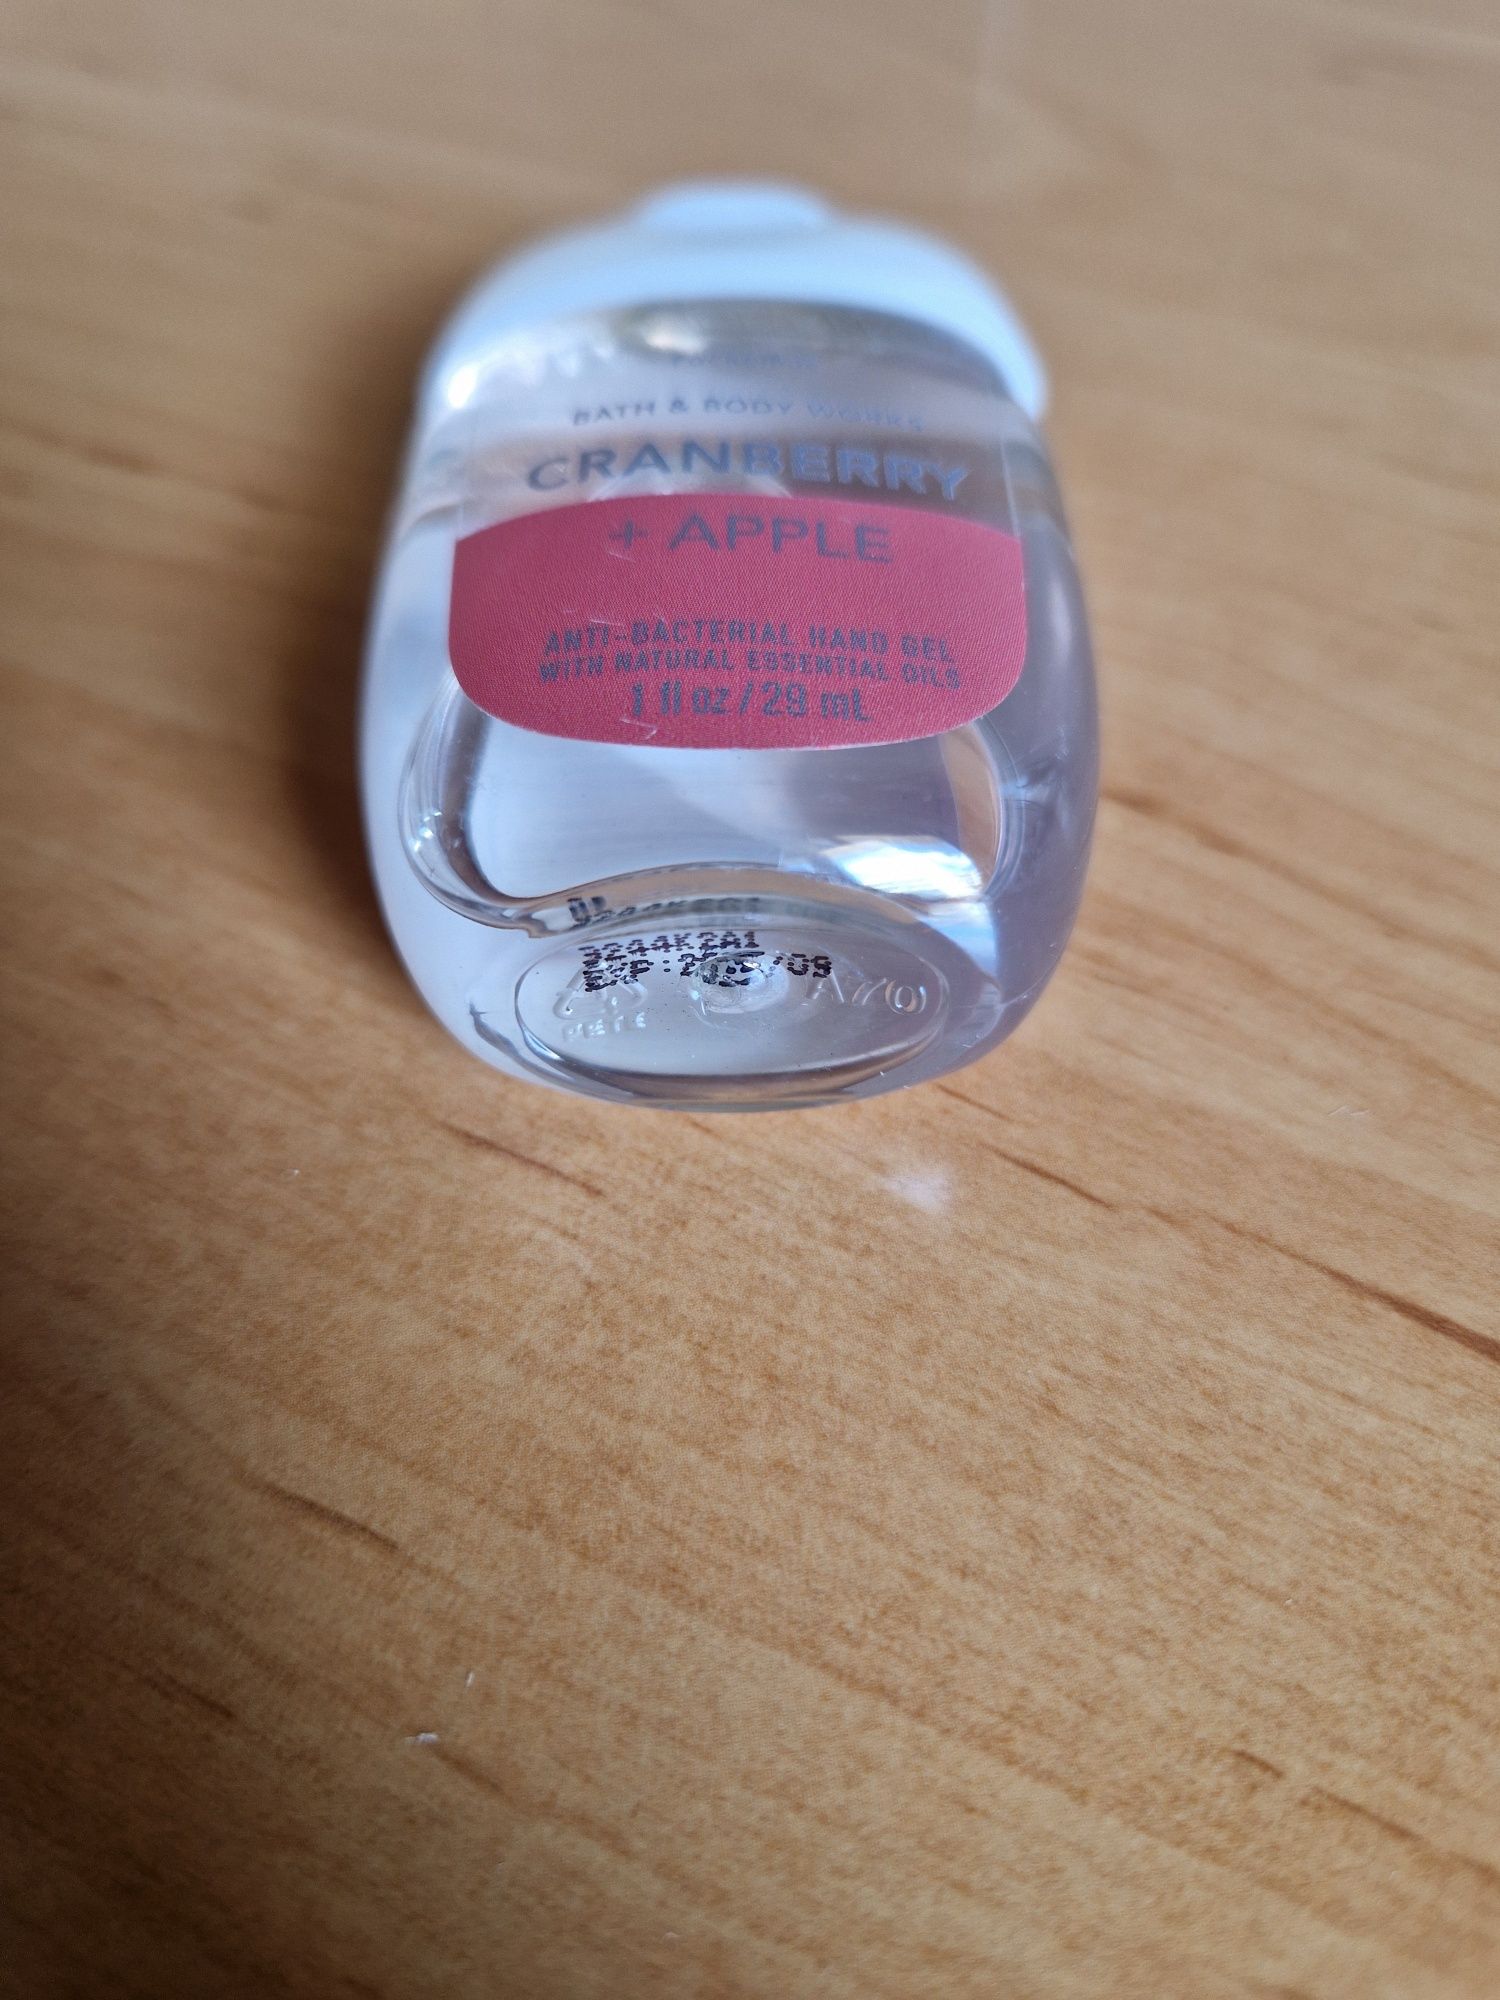 BATH & BODY WORKS
CRANBERRY
+ APPLE
ANTI-BACTERIAL HAND GEL
WITH NATURAL ESSENTIAL OILS
1 fl oz / 29 mL
PETE